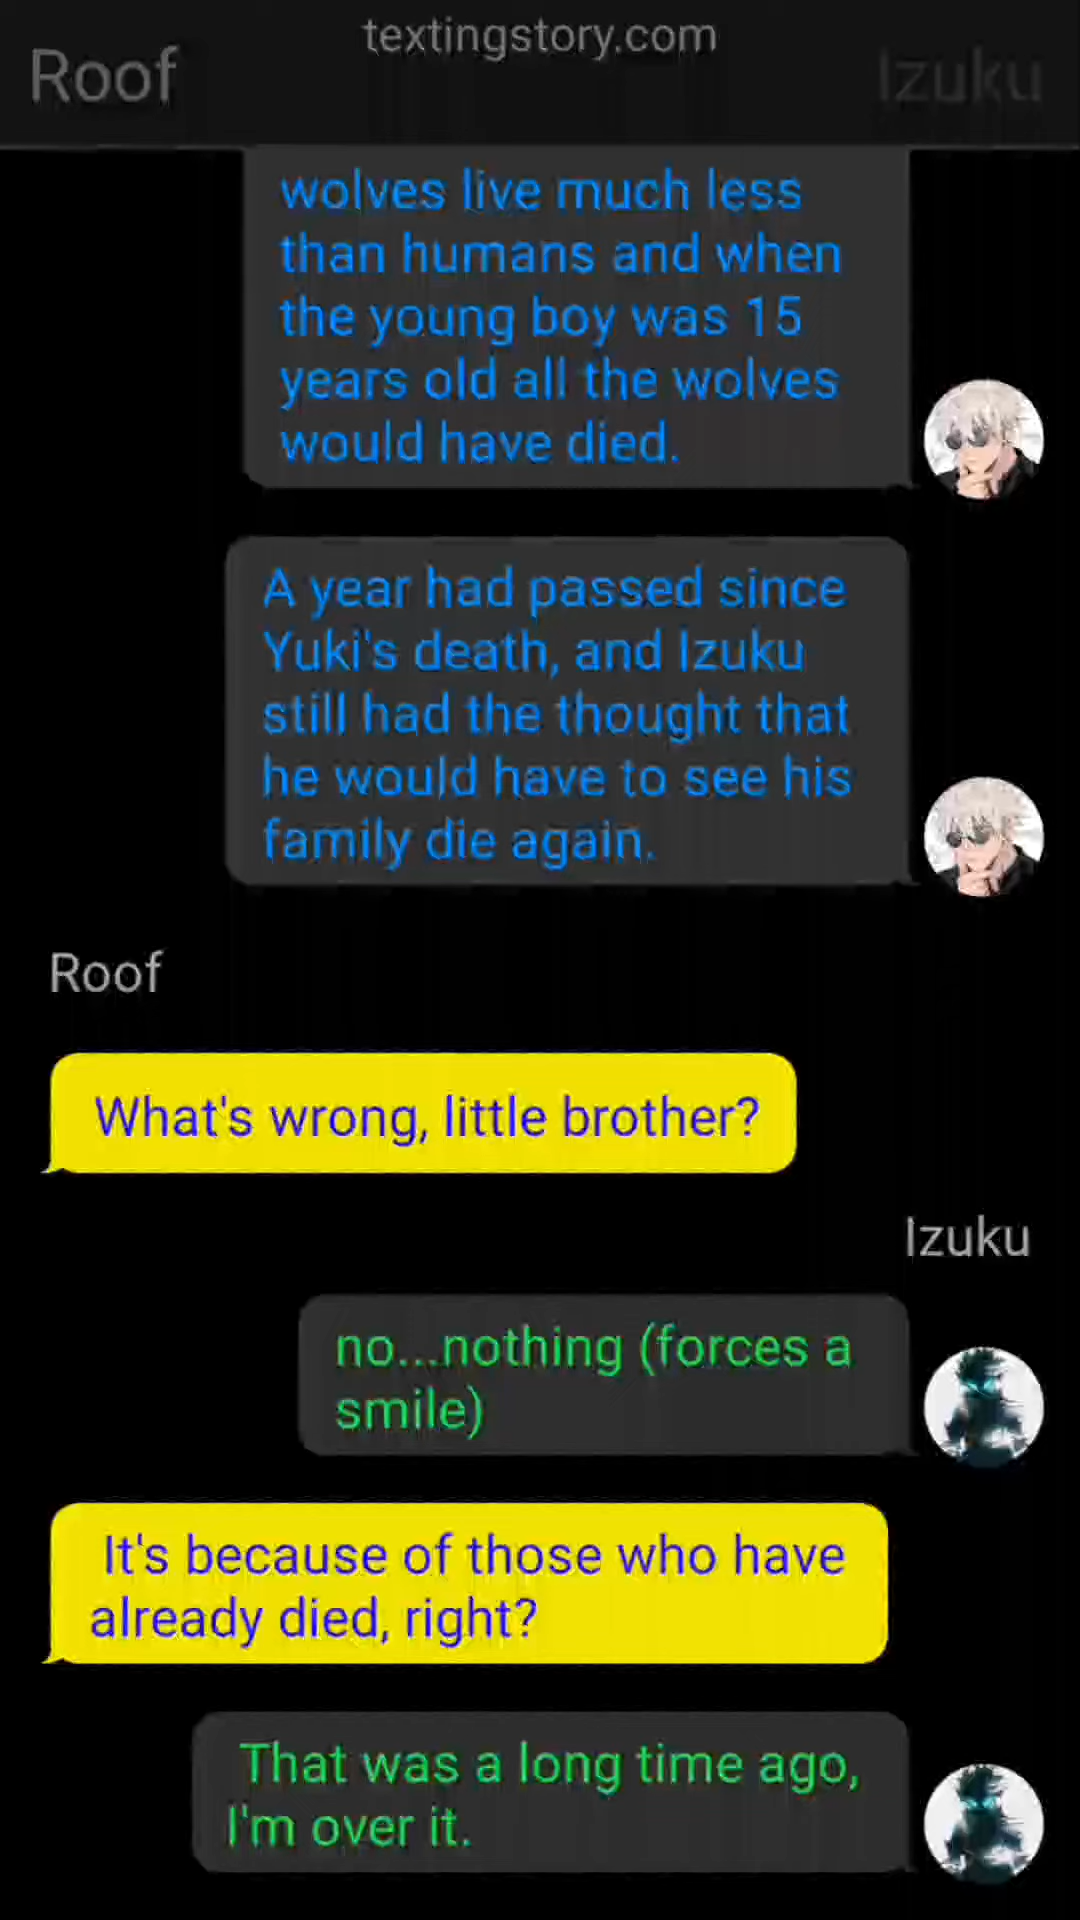 textingstory.com
Roof
Izuku
wolves live much less
than humans and when
the young boy was 15
years old all the wolves
would have died.
A year had passed since
Yuki's death, and Izuku
still had the thought that
he would have to see his
family die again.
Roof
What's wrong, little brother?
Izuku
no...nothing (forces a
smile)
It's because of those who have
already died, right?
That was a long time ago,
I'm over it.